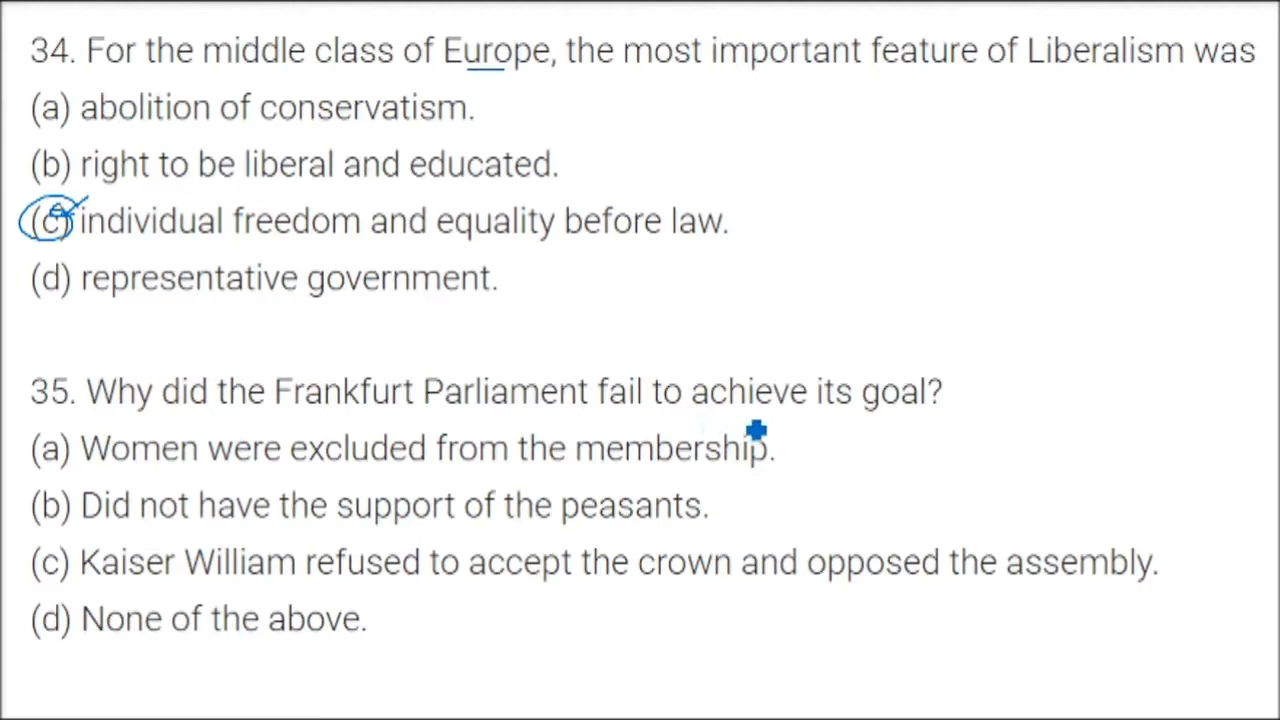 34. For the middle class of Europe, the most important feature of Liberalism was
(a) abolition of conservatism.
(b) right to be liberal and educated.
(c) individual freedom and equality before law.
(d) representative government.
35. Why did the Frankfurt Parliament fail to achieve its goal?
(a) Women were excluded from the membership.
(b) Did not have the support of the peasants.
(c) Kaiser William refused to accept the crown and opposed the assembly.
(d) None of the above.